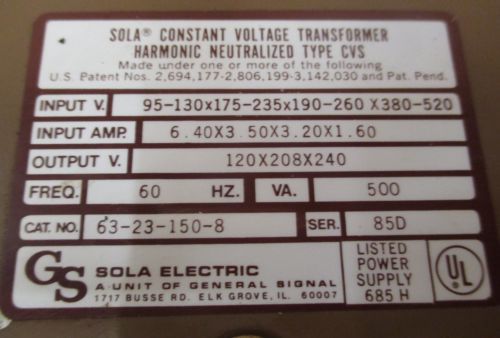 SOLA® CONSTANT VOLTAGE TRANSFORMER
HARMONIC NEUTRALIZED TYPE CVS
Made under one or more of the following
U.S. Patent Nos. 2,694,177-2,806,199-3,142,030 and Pat. Pend.
INPUT V. 95-130x175-235x190-260 X380-520
INPUT AMP. 6.40X3.50X3.20X1.60
OUTPUT V. 120X208X240
FREQ. 60 HZ. VA. 500
CAT. NO. 63-23-150-8 SER. 85D
GS SOLA ELECTRIC
A UNIT OF GENERAL SIGNAL
1717 BUSSE RD. ELK GROVE, IL. 60007
LISTED
POWER
SUPPLY
685 H
UL